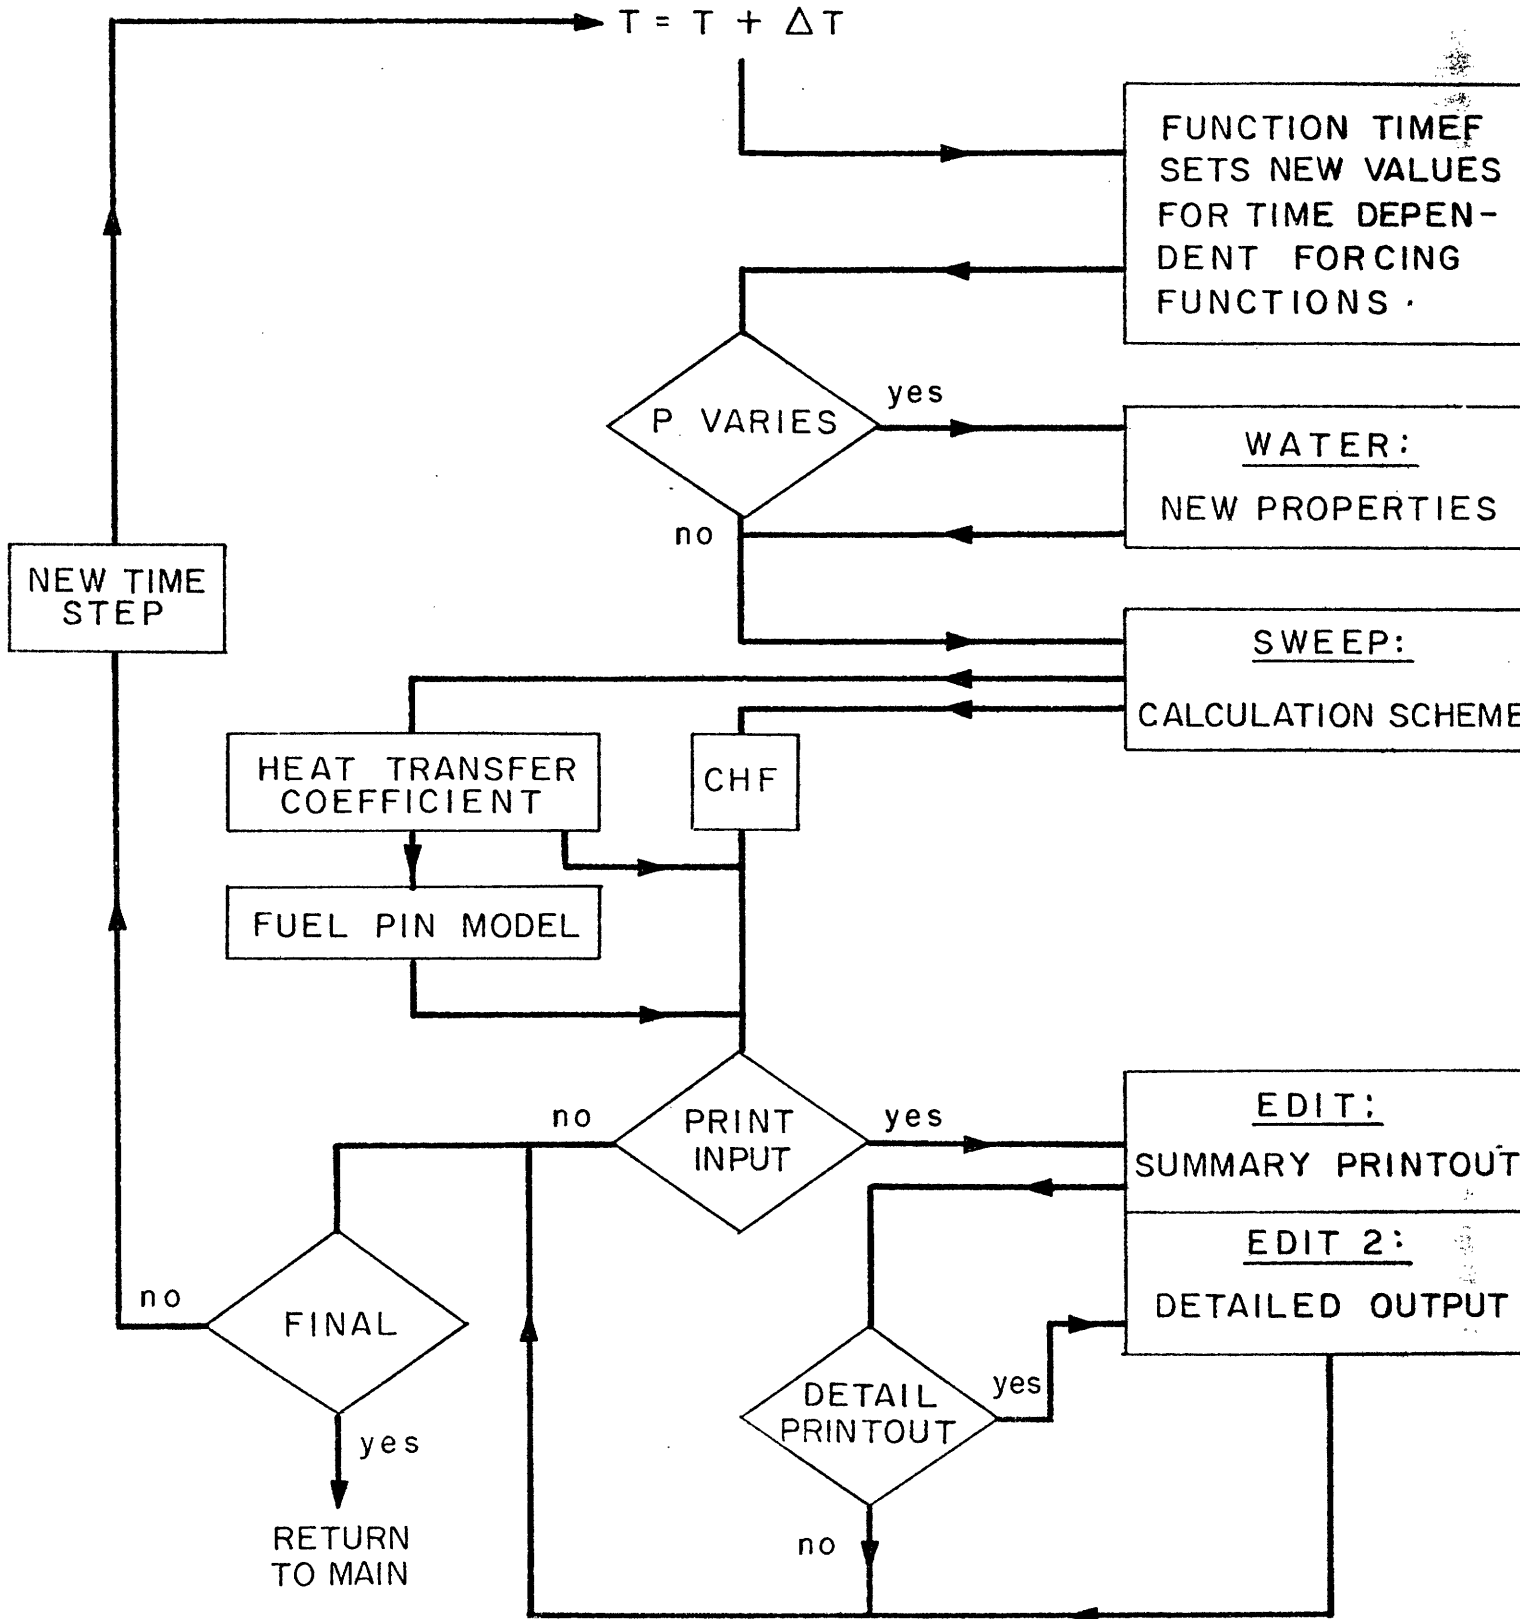 T = T + ΔT
FUNCTION TIMEF
SETS NEW VALUES
FOR TIME DEPEN-
DENT FORCING
FUNCTIONS.
P VARIES
yes
no
WATER:
NEW PROPERTIES
NEW TIME
STEP
SWEEP:
CALCULATION SCHEME
HEAT TRANSFER
COEFFICIENT
CHF
FUEL PIN MODEL
PRINT
INPUT
no
yes
EDIT:
SUMMARY PRINTOUT
EDIT 2:
DETAILED OUTPUT
no
FINAL
yes
DETAIL
PRINTOUT
yes
no
RETURN
TO MAIN